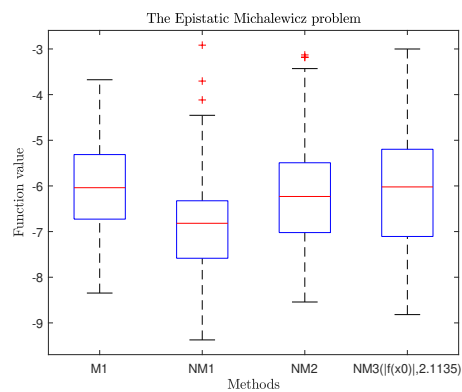 The Epistatic Michalewicz problem
-3
-4
-5
-6
-7
-8
-9
Function value
M1 NM1 NM2 NM3(|f(x0)|,2.1135)
Methods